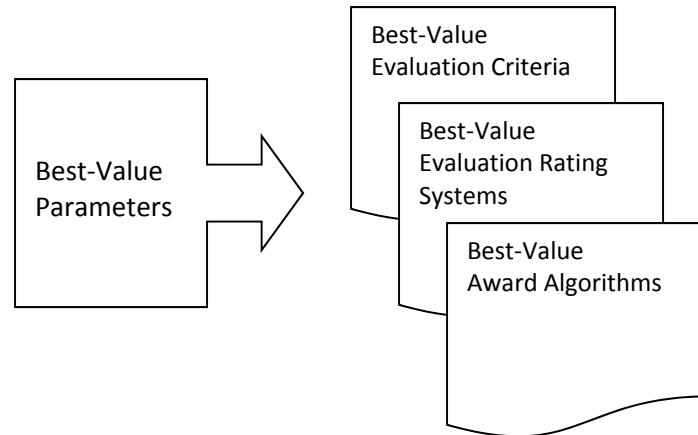 Best-Value
Parameters
Best-Value
Evaluation Criteria
Best-Value
Evaluation Rating
Systems
Best-Value
Award Algorithms